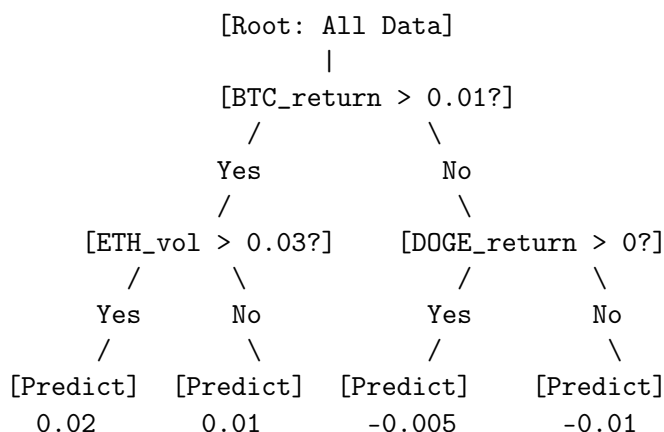 [Root: All Data]
|
[BTC_return > 0.01?]
/ \
Yes No
/ \
[ETH_vol > 0.03?] [DOGE_return > 0?]
/ \ / \
Yes No Yes No
/ \ / \
[Predict] [Predict] [Predict] [Predict]
0.02 0.01 -0.005 -0.01